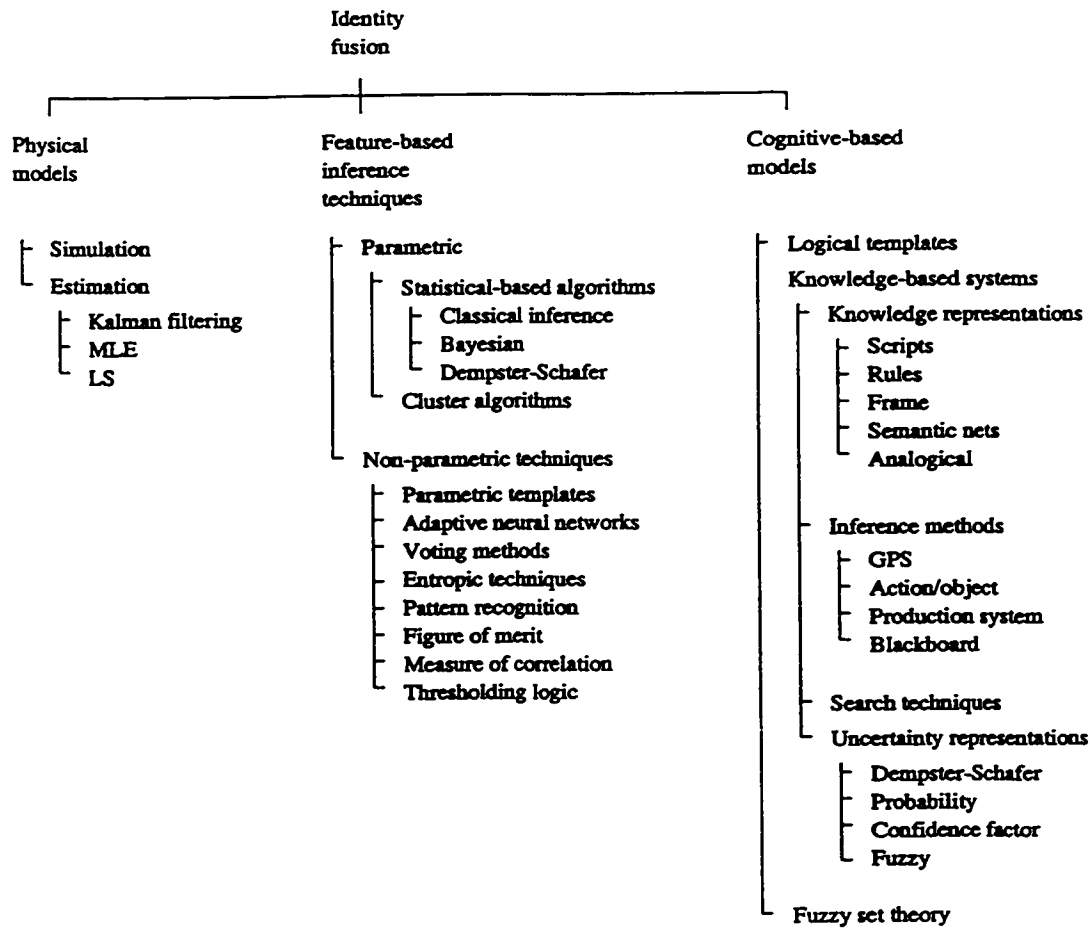 Identity
fusion
Physical
models
Simulation
Estimation
Kalman filtering
MLE
LS
Feature-based
inference
techniques
Parametric
Statistical-based algorithms
Classical inference
Bayesian
Dempster-Schafer
Cluster algorithms
Non-parametric techniques
Parametric templates
Adaptive neural networks
Voting methods
Entropic techniques
Pattern recognition
Figure of merit
Measure of correlation
Thresholding logic
Cognitive-based
models
Logical templates
Knowledge-based systems
Knowledge representations
Scripts
Rules
Frame
Semantic nets
Analogical
Inference methods
GPS
Action/object
Production system
Blackboard
Search techniques
Uncertainty representations
Dempster-Schafer
Probability
Confidence factor
Fuzzy
Fuzzy set theory